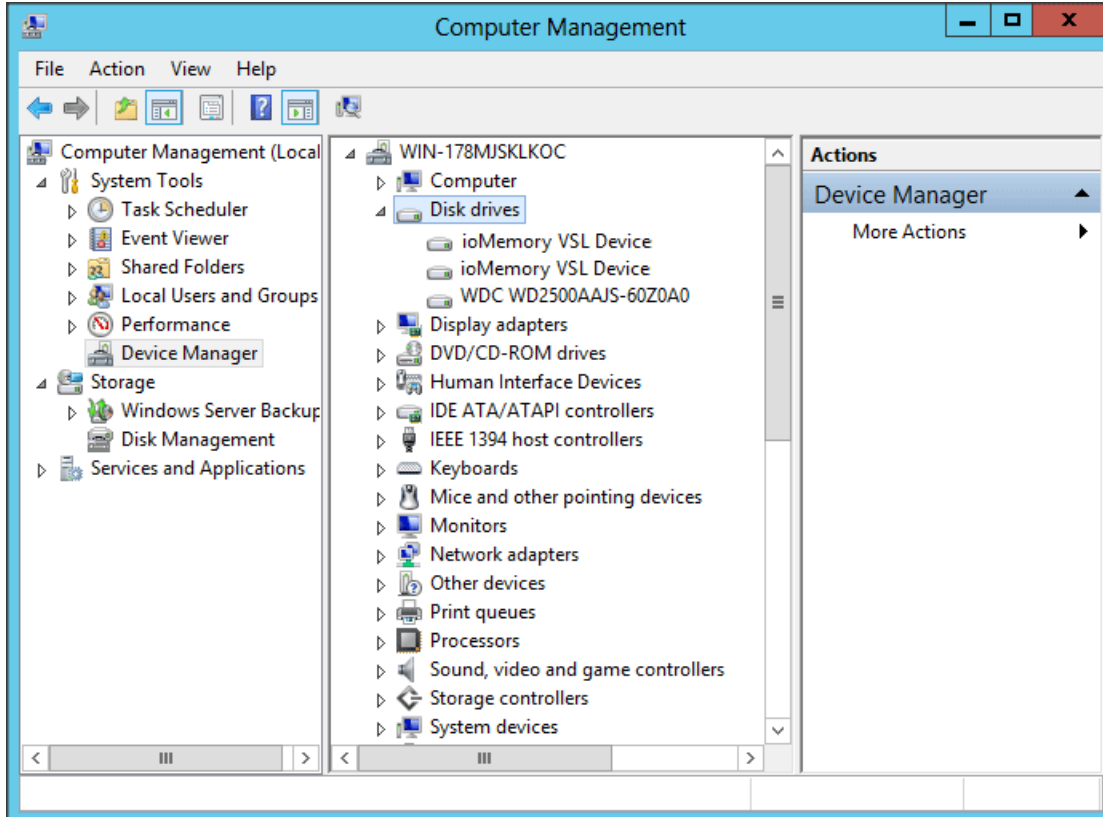 Computer Management
File Action View Help
Computer Management (Local
System Tools
Task Scheduler
Event Viewer
Shared Folders
Local Users and Groups
Performance
Device Manager
Storage
Windows Server Backup
Disk Management
Services and Applications
WIN-178MJSKLKOC
Computer
Disk drives
ioMemory VSL Device
ioMemory VSL Device
WDC WD2500AAJS-60Z0A0
Display adapters
DVD/CD-ROM drives
Human Interface Devices
IDE ATA/ATAPI controllers
IEEE 1394 host controllers
Keyboards
Mice and other pointing devices
Monitors
Network adapters
Other devices
Print queues
Processors
Sound, video and game controllers
Storage controllers
System devices
Actions
Device Manager
More Actions